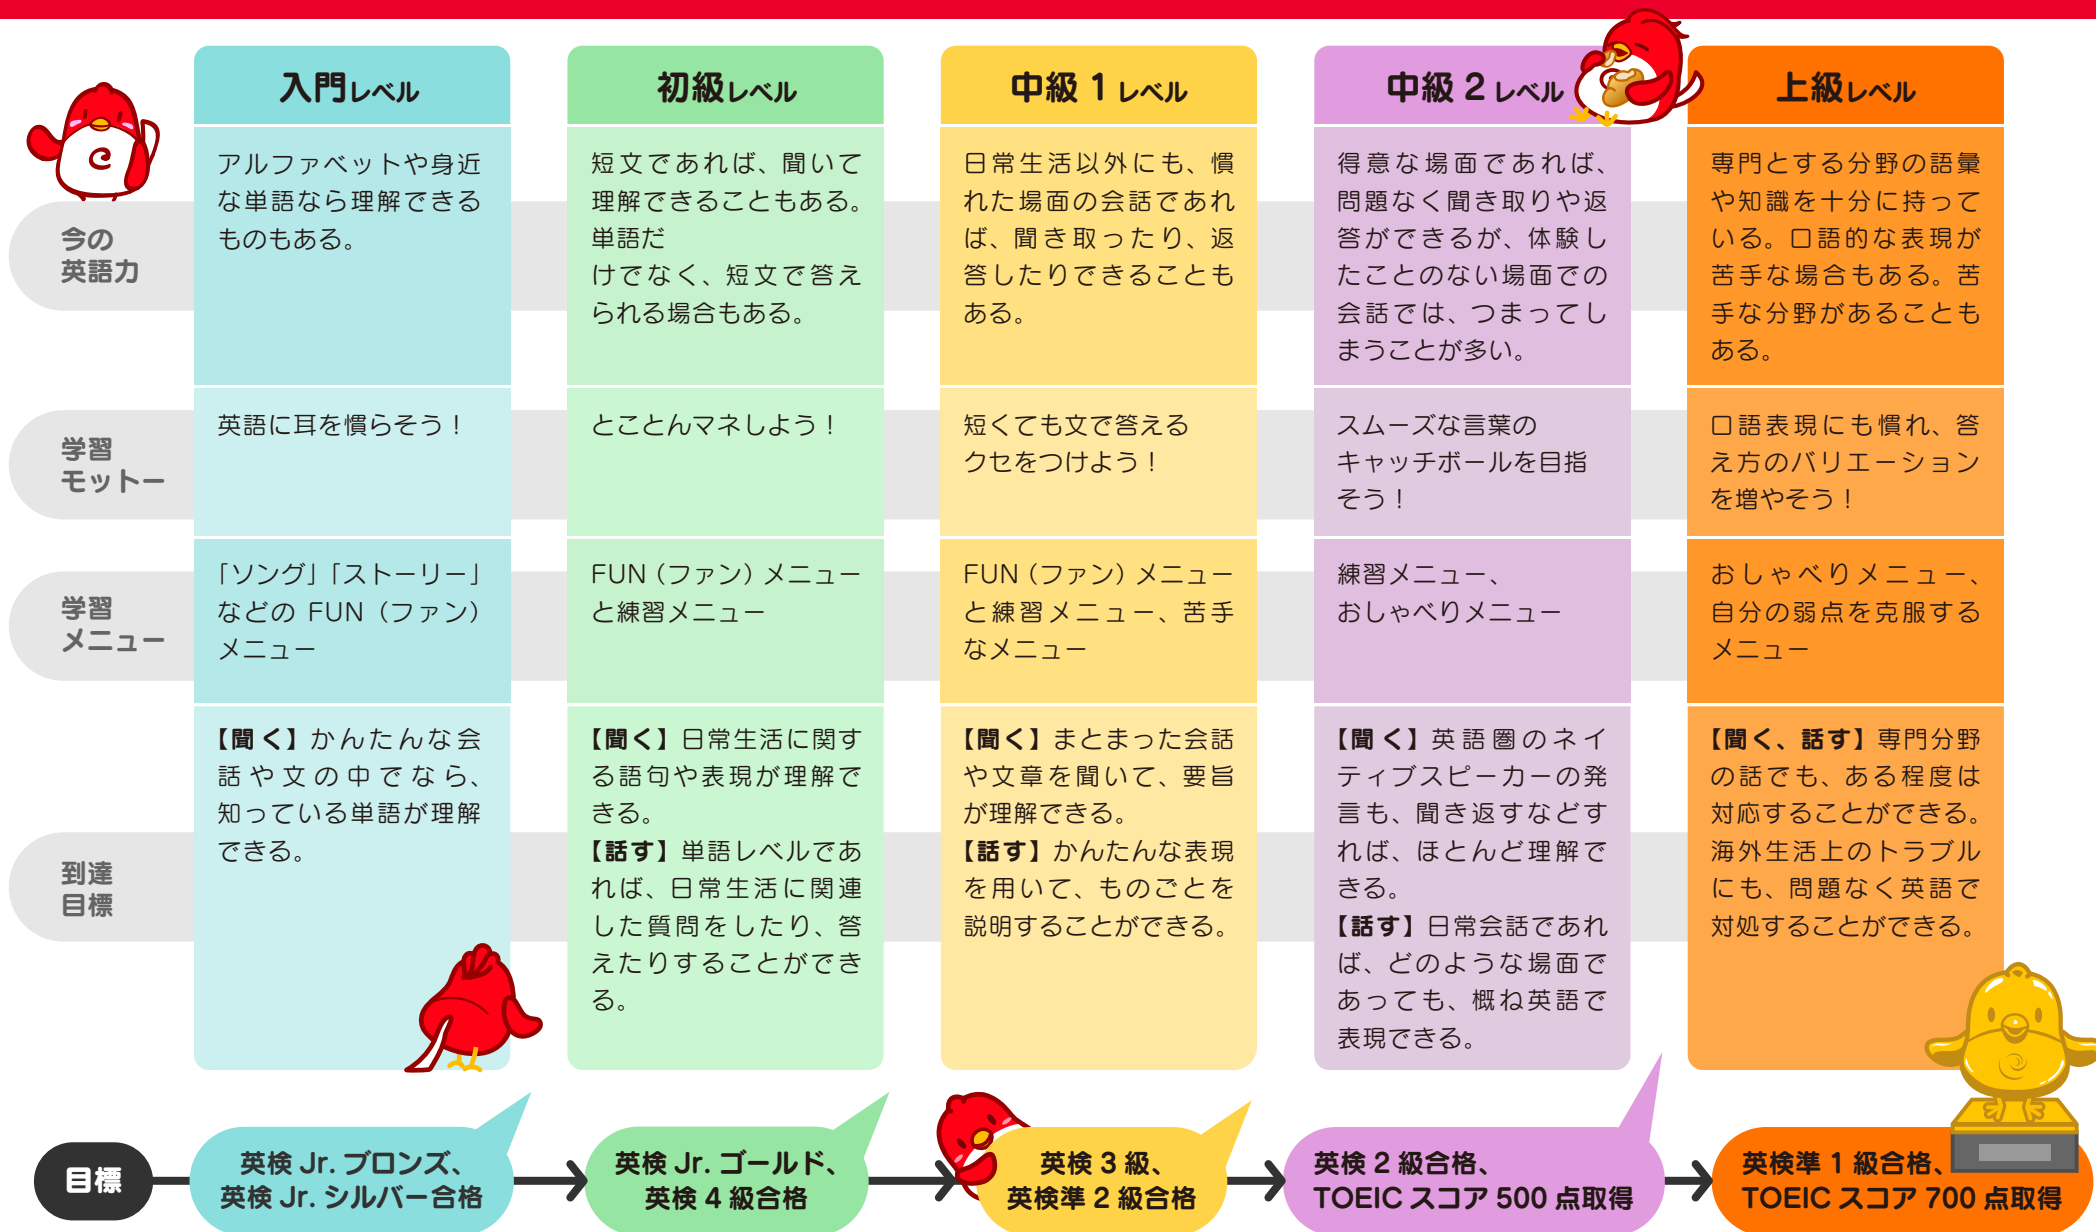 入門レベル
初級レベル
中級 1 レベル
中級 2 レベル
上級レベル
今の
英語力
アルファベットや身近
な単語なら理解できる
ものもある。
短文であれば、聞いて
理解できることもある。
単語だ
けでなく、短文で答え
られる場合もある。
日常生活以外にも、慣
れた場面の会話であれ
ば、聞き取ったり、返
答したりできることも
ある。
得意な場面であれば、
問題なく聞き取りや返
答ができるが、体験し
たことのない場面での
会話では、つまってし
まうことが多い。
専門とする分野の語彙
や知識を十分に持って
いる。口語的な表現が
苦手な場合もある。苦
手な分野があることも
ある。
学習
モットー
英語に耳を慣らそう！
とことんマネしよう！
短くても文で答える
クセをつけよう！
スムーズな言葉の
キャッチボールを目指
そう！
口語表現にも慣れ、答
え方のバリエーション
を増やそう！
学習
メニュー
「ソング」「ストーリー」
などの FUN（ファン）
メニュー
FUN（ファン）メニュー
と練習メニュー
FUN（ファン）メニュー
と練習メニュー、苦手
なメニュー
練習メニュー、
おしゃべりメニュー
おしゃべりメニュー、
自分の弱点を克服する
メニュー
到達
目標
【聞く】かんたんな会
話や文の中でなら、
知っている単語が理解
できる。
【聞く】日常生活に関す
る語句や表現が理解で
きる。
【話す】単語レベルであ
れば、日常生活に関連
した質問をしたり、答
えたりすることができ
る。
【聞く】まとまった会話
や文章を聞いて、要旨
が理解できる。
【話す】かんたんな表現
を用いて、ものごとを
説明することができる。
【聞く】英語圏のネイ
ティブスピーカーの発
言も、聞き返すなどす
れば、ほとんど理解で
きる。
【話す】日常会話であれ
ば、どのような場面で
あっても、概ね英語で
表現できる。
【聞く、話す】専門分野
の話でも、ある程度は
対応することができる。
海外生活上のトラブル
にも、問題なく英語で
対処することができる。
目標
英検 Jr. ブロンズ、
英検 Jr. シルバー合格
英検 Jr. ゴールド、
英検 4 級合格
英検 3 級、
英検準 2 級合格
英検 2 級合格、
TOEIC スコア 500 点取得
英検準 1 級合格、
TOEIC スコア 700 点取得